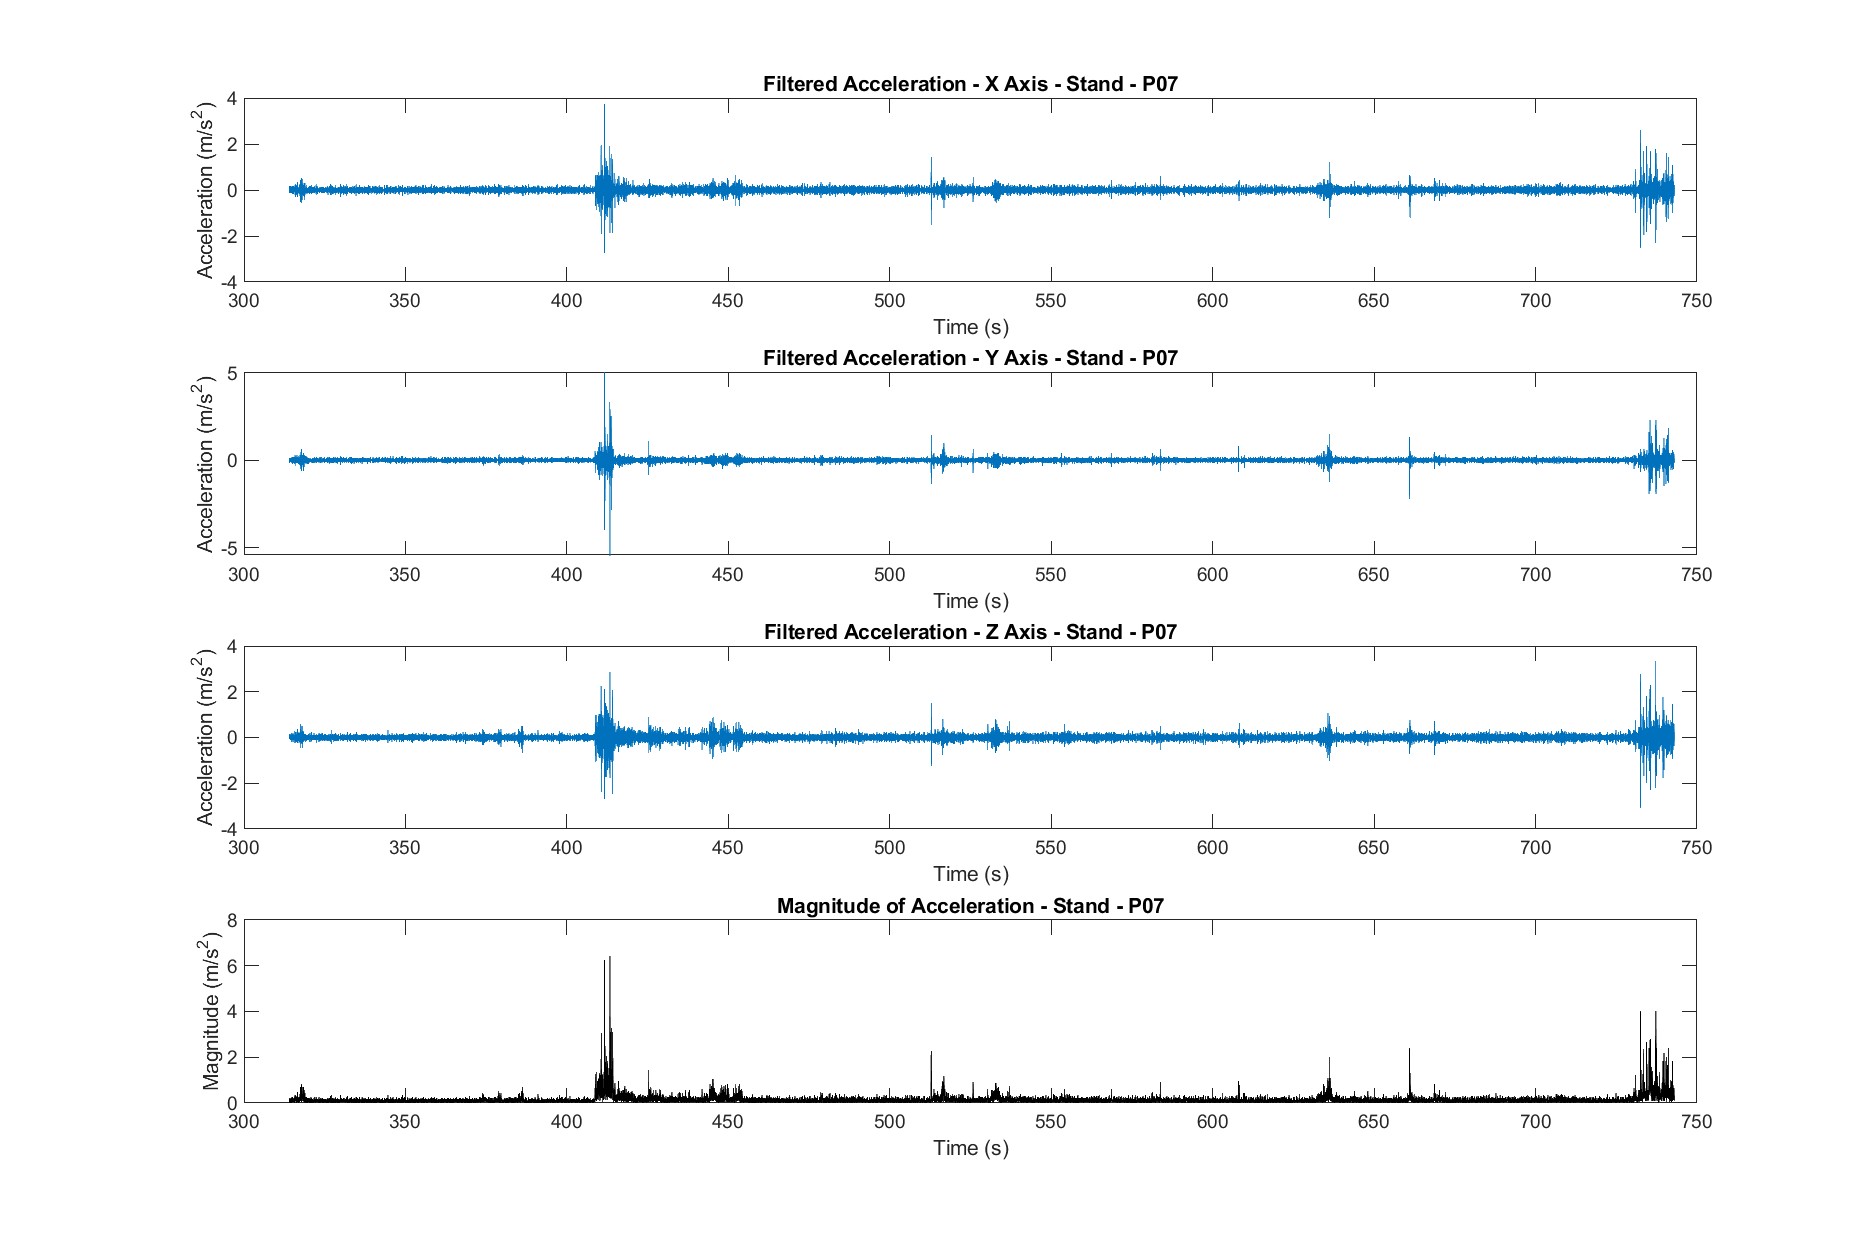 Filtered Acceleration - X Axis - Stand - P07
Acceleration (m/s²)
4
2
0
-2
-4
300 350 400 450 500 550 600 650 700 750
Time (s)
Filtered Acceleration - Y Axis - Stand - P07
Acceleration (m/s²)
5
0
-5
300 350 400 450 500 550 600 650 700 750
Time (s)
Filtered Acceleration - Z Axis - Stand - P07
Acceleration (m/s²)
4
2
0
-2
-4
300 350 400 450 500 550 600 650 700 750
Time (s)
Magnitude of Acceleration - Stand - P07
Magnitude (m/s²)
8
6
4
2
0
300 350 400 450 500 550 600 650 700 750
Time (s)